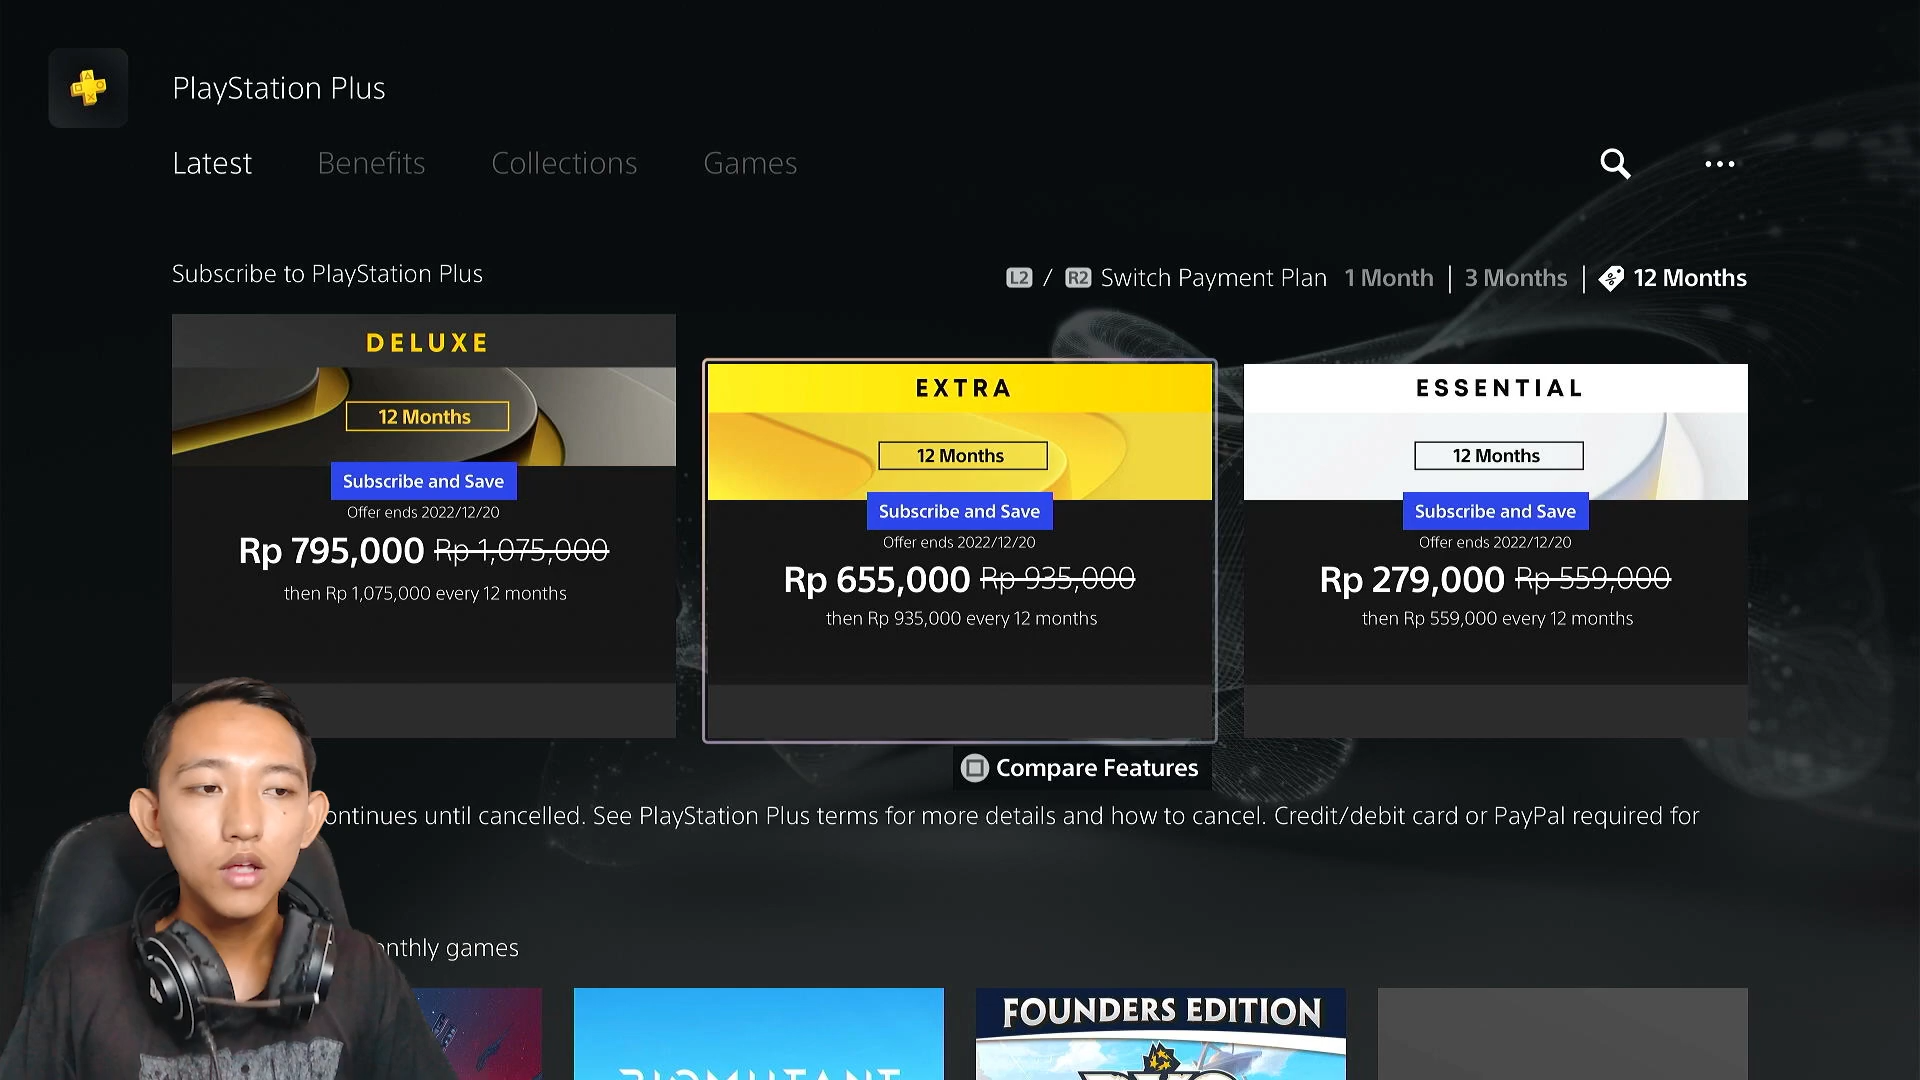 PlayStation Plus
Latest Benefits Collections Games
Subscribe to PlayStation Plus
L2 / R2 Switch Payment Plan 1 Month | 3 Months | 12 Months
DELUXE
12 Months
Subscribe and Save
Offer ends 2022/12/20
Rp 795,000 Rp 1,075,000
then Rp 1,075,000 every 12 months
EXTRA
12 Months
Subscribe and Save
Offer ends 2022/12/20
Rp 655,000 Rp 935,000
then Rp 935,000 every 12 months
ESSENTIAL
12 Months
Subscribe and Save
Offer ends 2022/12/20
Rp 279,000 Rp 559,000
then Rp 559,000 every 12 months
Compare Features
ontinues until cancelled. See PlayStation Plus terms for more details and how to cancel. Credit/debit card or PayPal required for
onthly games
BIOMUTANT
FOUNDERS EDITION